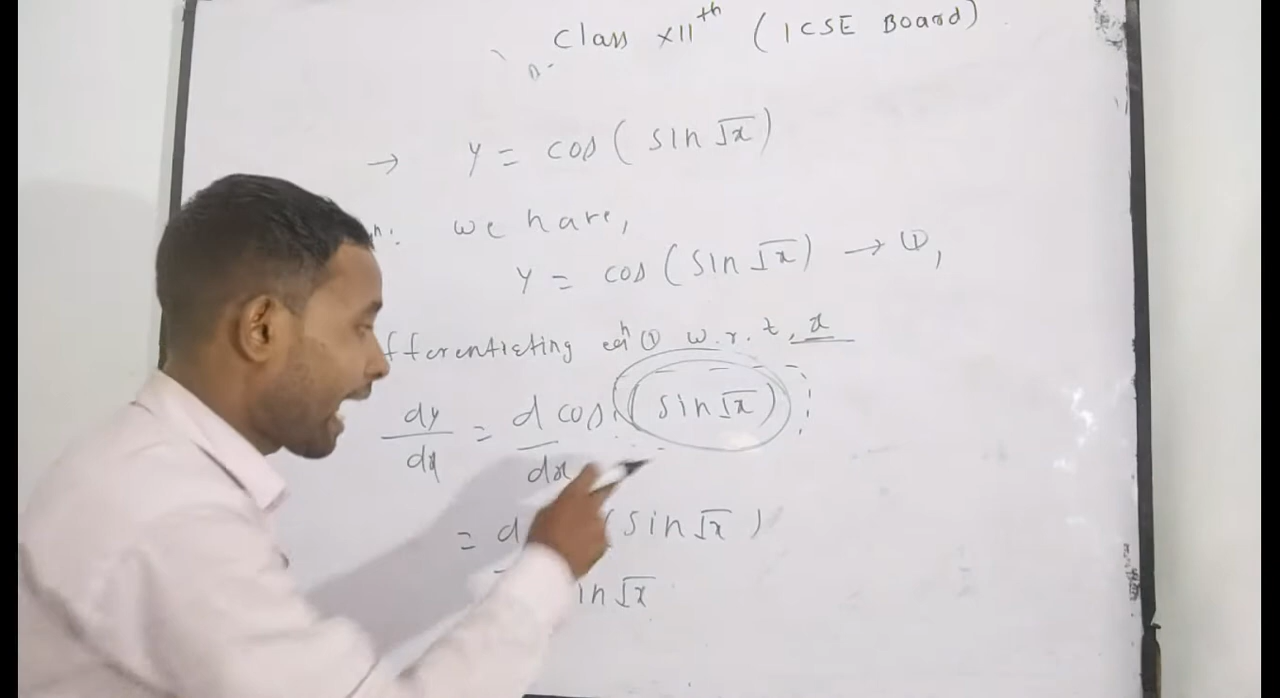 Class XIIth (ICSE Board)
→ y = cos(sin√x)
we have,
y = cos(sin√x) → ①,
fferentiating eqn ① w.r.t, x
dy/dx = d cos(sin√x)/dx
= d (sin√x)
in√x